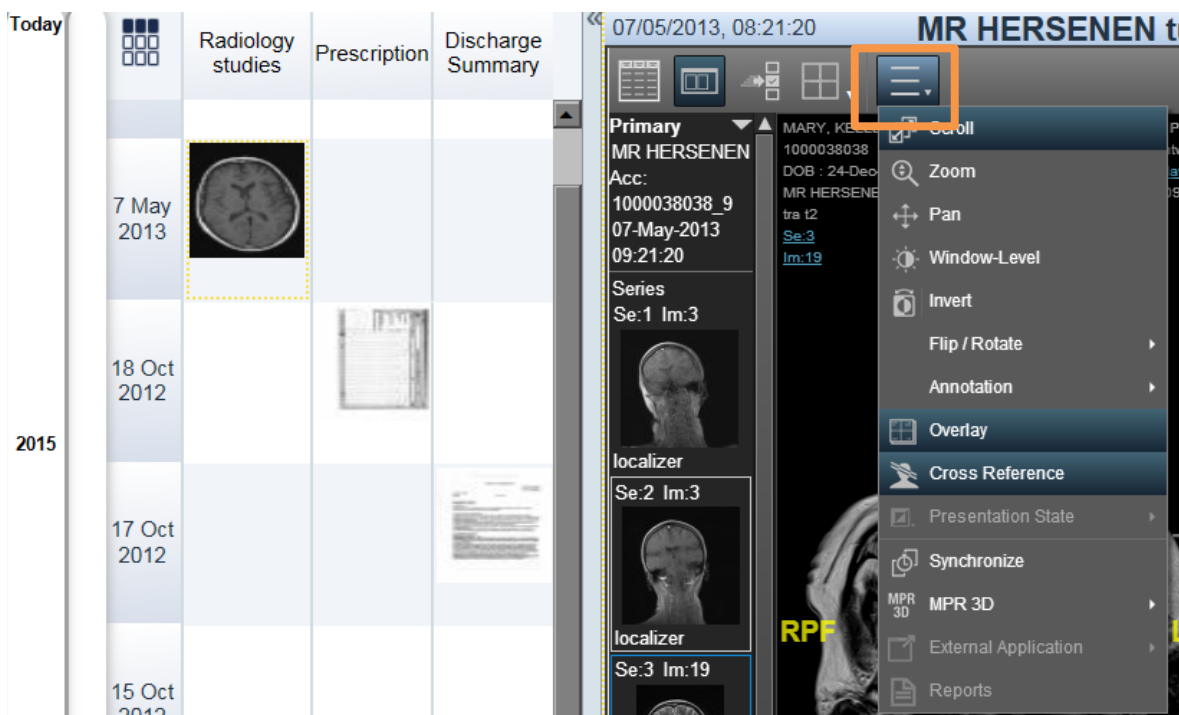 Today
Radiology
studies
Prescription
Discharge
Summary
7 May
2013
18 Oct
2012
2015
17 Oct
2012
15 Oct
2012
07/05/2013, 08:21:20
MR HERSENEN
Primary
MR HERSENEN
Acc:
1000038038_9
07-May-2013
09:21:20
Series
Se:1 Im:3
localizer
Se:2 Im:3
localizer
Se:3 Im:19
MARY,
1000038038
DOB : 24-Dec-
MR HERSENE
tra t2
Se:3
Im:19
RPF
Scroll
Zoom
Pan
Window-Level
Invert
Flip / Rotate
Annotation
Overlay
Cross Reference
Presentation State
Synchronize
MPR
3D
MPR 3D
External Application
Reports